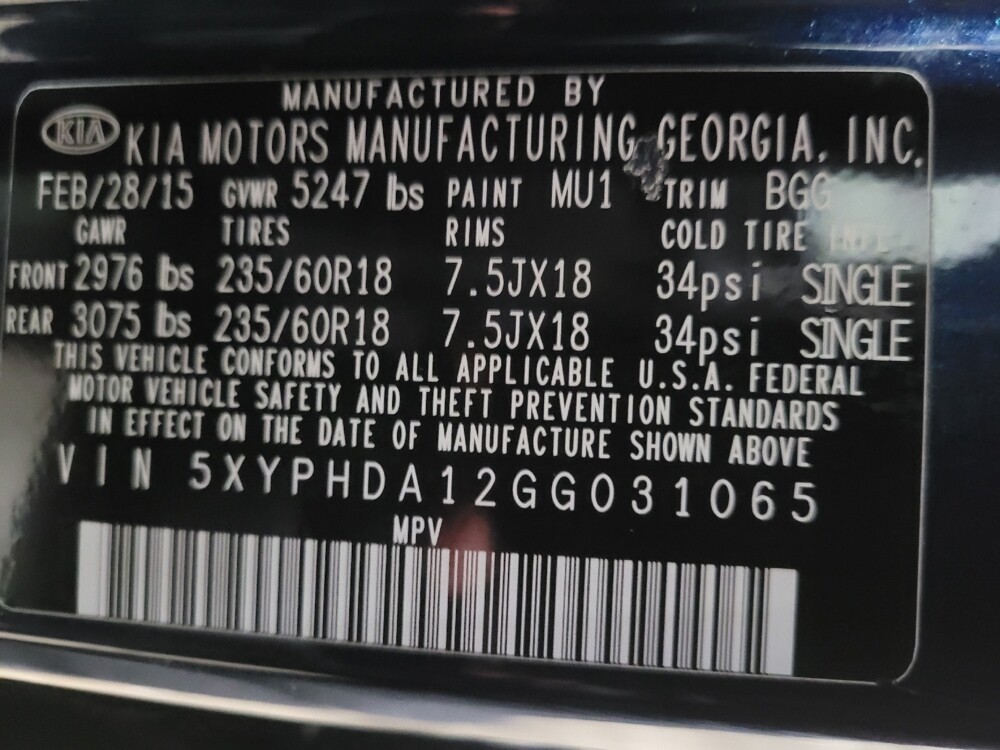 MANUFACTURED BY
KIA KIA MOTORS MANUFACTURING GEORGIA, INC.
FEB/28/15 GVWR 5247 lbs PAINT MU1 TRIM BGG
GAWR TIRES RIMS COLD TIRE INFL
FRONT 2976 lbs 235/60R18 7.5JX18 34psi SINGLE
REAR 3075 lbs 235/60R18 7.5JX18 34psi SINGLE
THIS VEHICLE CONFORMS TO ALL APPLICABLE U.S.A. FEDERAL
MOTOR VEHICLE SAFETY AND THEFT PREVENTION STANDARDS
IN EFFECT ON THE DATE OF MANUFACTURE SHOWN ABOVE
VIN 5XYPHDA12GG031065
MPV